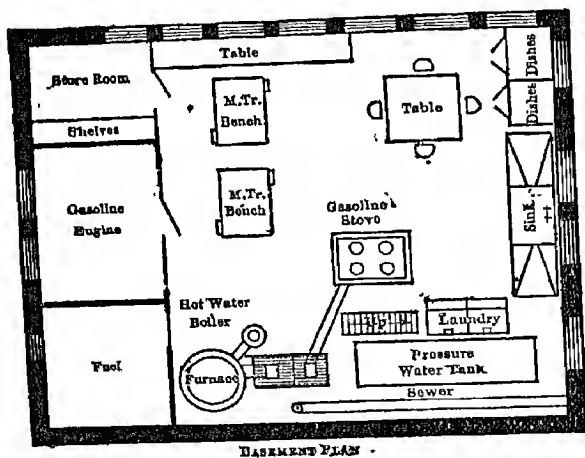 Table
Store Room
Shelves
M. Tr.
Bench
Table
Dishes
Dishes
M. Tr.
Bench
Gasoline
Engine
Gasoline
Stove
Sink
Hot Water
Boiler
Up
Laundry
Fuel
Furnace
Pressure
Water Tank
Sewer
BASEMENT PLAN.